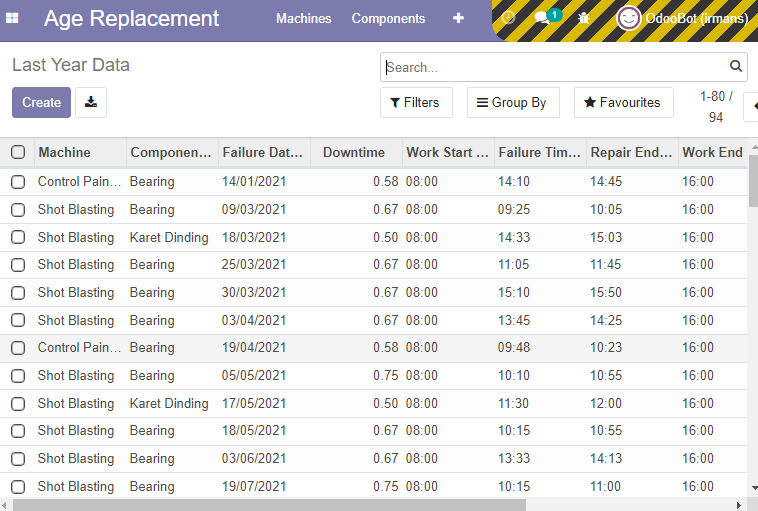 Age Replacement Machines Components 1 OdooBot (irmans)
Last Year Data Search...
Create Filters Group By Favourites 1-80 / 94
Machine Componen... Failure Dat... Downtime Work Start ... Failure Tim... Repair End... Work End
Control Pain... Bearing 14/01/2021 0.58 08:00 14:10 14:45 16:00
Shot Blasting Bearing 09/03/2021 0.67 08:00 09:25 10:05 16:00
Shot Blasting Karet Dinding 18/03/2021 0.50 08:00 14:33 15:03 16:00
Shot Blasting Bearing 25/03/2021 0.67 08:00 11:05 11:45 16:00
Shot Blasting Bearing 30/03/2021 0.67 08:00 15:10 15:50 16:00
Shot Blasting Bearing 03/04/2021 0.67 08:00 13:45 14:25 16:00
Control Pain... Bearing 19/04/2021 0.58 08:00 09:48 10:23 16:00
Shot Blasting Bearing 05/05/2021 0.75 08:00 10:10 10:55 16:00
Shot Blasting Karet Dinding 17/05/2021 0.50 08:00 11:30 12:00 16:00
Shot Blasting Bearing 18/05/2021 0.67 08:00 10:15 10:55 16:00
Shot Blasting Bearing 03/06/2021 0.67 08:00 13:33 14:13 16:00
Shot Blasting Bearing 19/07/2021 0.75 08:00 10:15 11:00 16:00